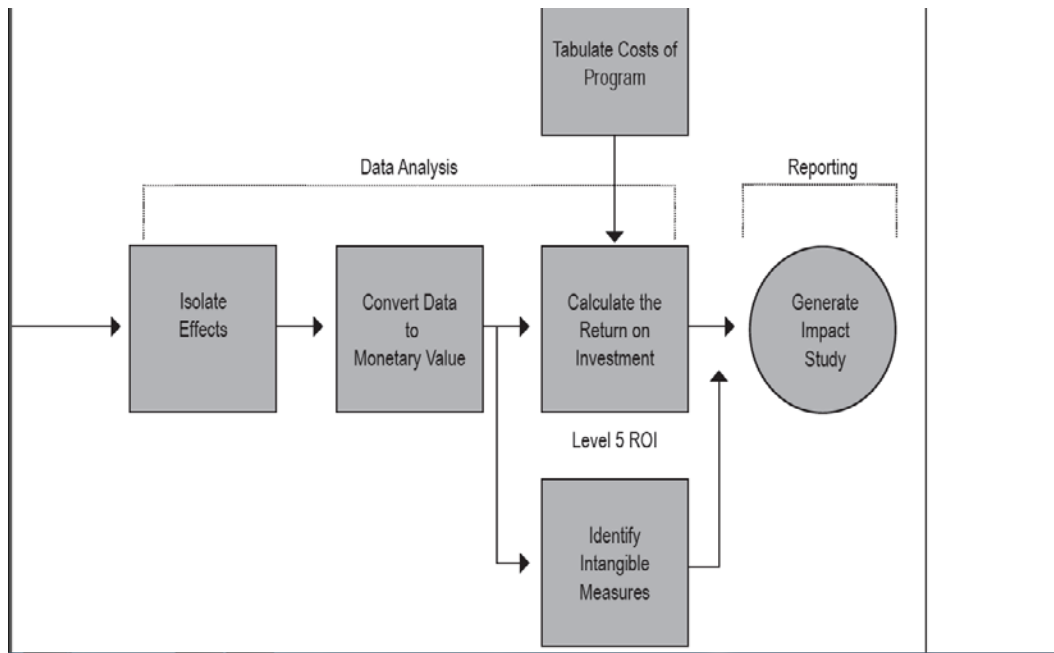 Tabulate Costs of
Program
Data Analysis
Reporting
Isolate
Effects
Convert Data
to
Monetary Value
Calculate the
Return on
Investment
Generate
Impact
Study
Level 5 ROI
Identify
Intangible
Measures